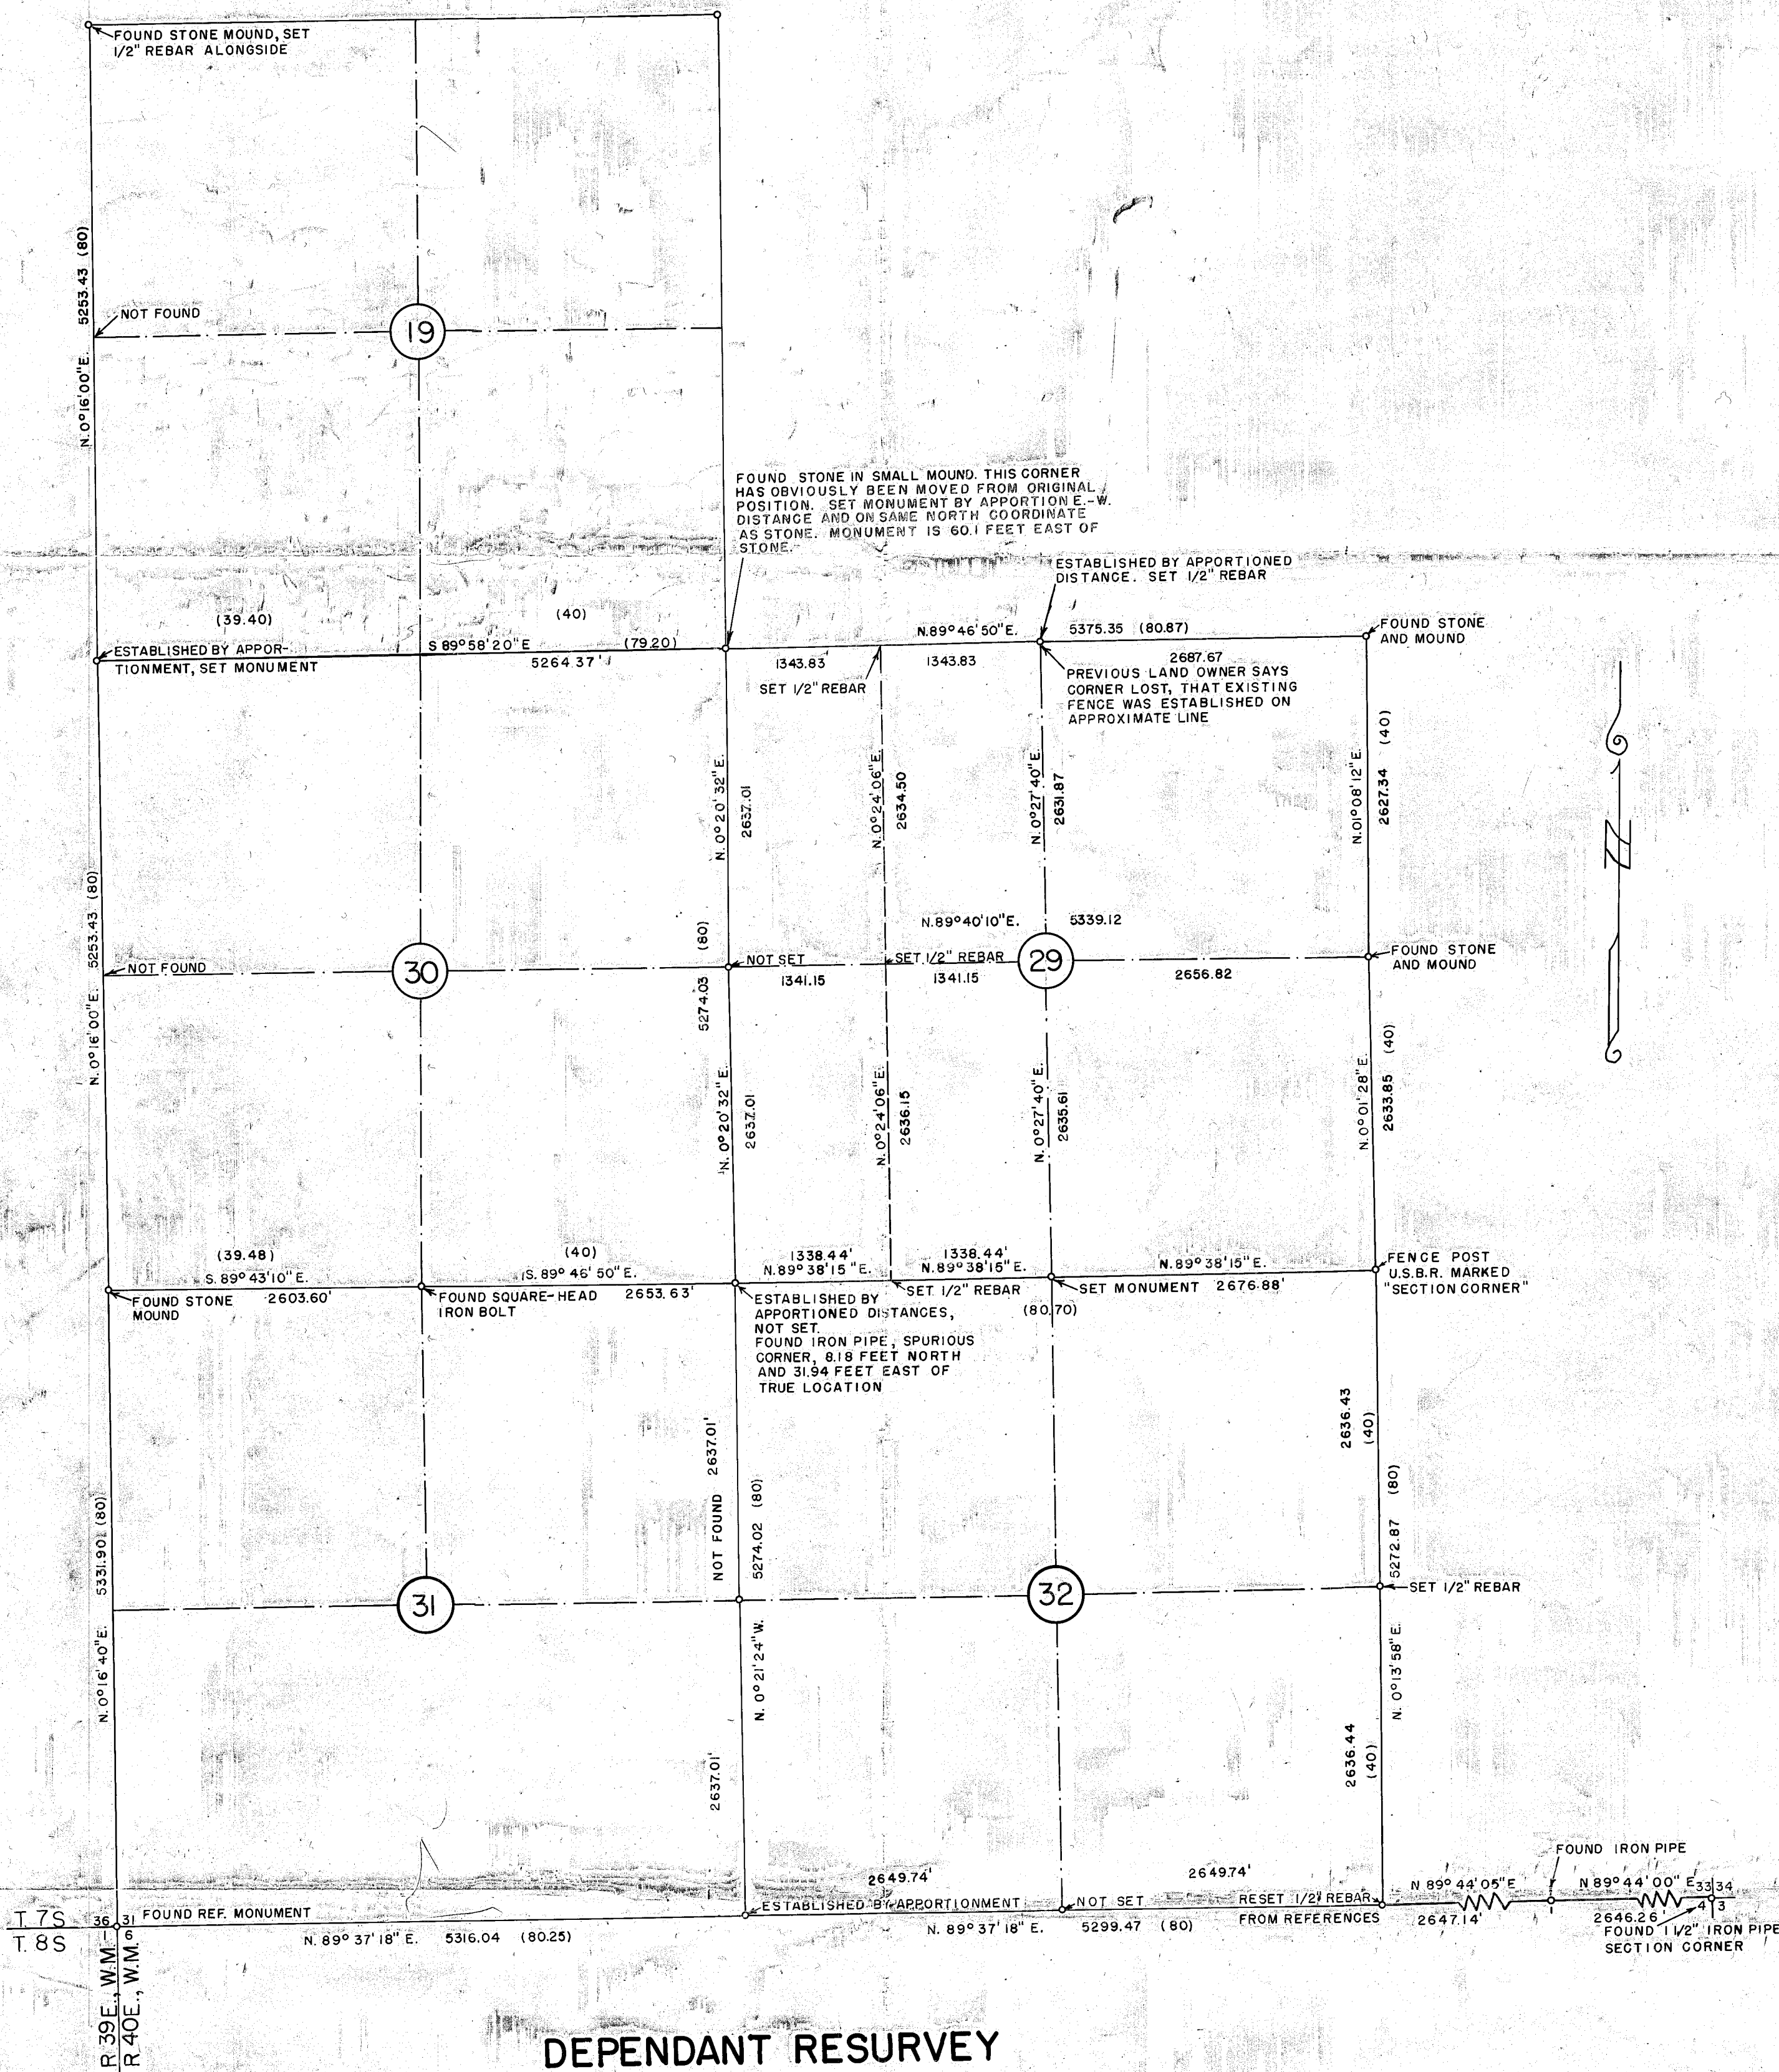 FOUND STONE MOUND, SET
1/2" REBAR ALONGSIDE
N. 0°16'00"E. 5253.43 (80)
NOT FOUND
19
FOUND STONE IN SMALL MOUND. THIS CORNER
HAS OBVIOUSLY BEEN MOVED FROM ORIGINAL
POSITION. SET MONUMENT BY APPORTION E.-W.
DISTANCE AND ON SAME NORTH COORDINATE
AS STONE. MONUMENT IS 60.1 FEET EAST OF
STONE.
ESTABLISHED BY APPORTIONED
DISTANCE. SET 1/2" REBAR
(39.40)
(40)
ESTABLISHED BY APPOR-
TIONMENT, SET MONUMENT
S 89°58'20"E (79.20)
5264.37'
N.89°46'50"E. 5375.35 (80.87)
FOUND STONE
AND MOUND
1343.83'
1343.83
2687.67
SET 1/2" REBAR
PREVIOUS LAND OWNER SAYS
CORNER LOST, THAT EXISTING
FENCE WAS ESTABLISHED ON
APPROXIMATE LINE
N. 0°20'32"E.
2637.01
N.0°24'06"E.
2634.50
N.0°27'40"E.
2631.87
N.01°08'12"E.
2627.34 (40)
N
N. 0°16'00"E. 5253.43 (80)
NOT FOUND
30
5274.03 (80)
NOT SET
SET 1/2" REBAR
N.89°40'10"E. 5339.12
29
1341.15
1341.15
2656.82
FOUND STONE
AND MOUND
N. 0°20'32"E.
2637.01
N.0°24'06"E.
2636.15
N.0°27'40"E.
2635.61
N.0°01'28"E.
2633.85 (40)
(39.48)
S. 89°43'10"E.
(40)
S. 89°46'50"E.
1338.44'
N.89°38'15"E.
1338.44'
N.89°38'15"E.
N.89°38'15"E.
FENCE POST
U.S.B.R. MARKED
"SECTION CORNER"
FOUND STONE
MOUND
2603.60'
FOUND SQUARE-HEAD
IRON BOLT
2653.63'
SET 1/2" REBAR
SET MONUMENT 2676.88'
(80.70)
ESTABLISHED BY
APPORTIONED DISTANCES,
NOT SET.
FOUND IRON PIPE, SPURIOUS
CORNER, 8.18 FEET NORTH
AND 31.94 FEET EAST OF
TRUE LOCATION
N.0°16'40"E. 5331.90 (80)
31
NOT FOUND 2637.01'
5274.02 (80)
N. 0°21'24"W.
2637.01'
32
2636.43
(40)
5272.87 (80)
SET 1/2" REBAR
N. 0°13'58"E.
2636.44
(40)
FOUND IRON PIPE
2649.74'
2649.74'
N 89°44'05"E
N 89°44'00" E
33 34
4 3
T. 7S
T. 8S
36 31
1 6
FOUND REF. MONUMENT
ESTABLISHED BY APPORTIONMENT
NOT SET
RESET 1/2" REBAR
FROM REFERENCES
N. 89°37'18"E. 5316.04 (80.25)
N. 89°37'18"E. 5299.47 (80)
2647.14'
2646.26'
FOUND 1 1/2" IRON PIPE
SECTION CORNER
R 39E., W.M.
R 40E., W.M.
DEPENDANT RESURVEY